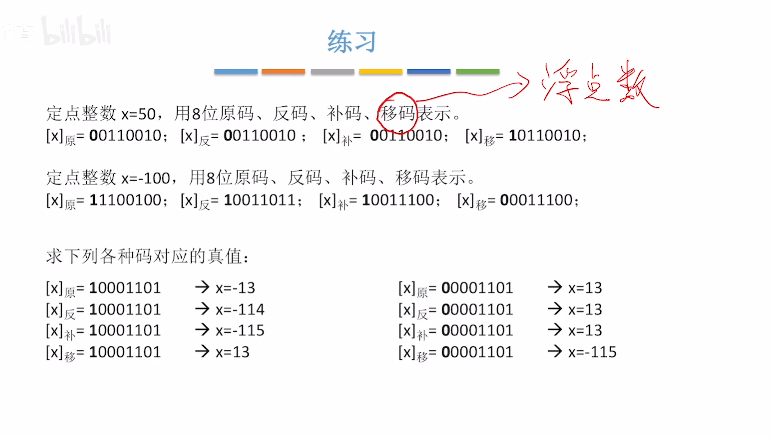 bilibili
练习
浮点数
定点整数 x=50，用8位原码、反码、补码、移码表示。
[x]原= 00110010；[x]反= 00110010 ； [x]补= 00110010； [x]移= 10110010；
定点整数 x=-100，用8位原码、反码、补码、移码表示。
[x]原= 11100100；[x]反= 10011011； [x]补= 10011100； [x]移= 00011100；
求下列各种码对应的真值：
[x]原= 10001101 → x=-13
[x]反= 10001101 → x=-114
[x]补= 10001101 → x=-115
[x]移= 10001101 → x=13
[x]原= 00001101 → x=13
[x]反= 00001101 → x=13
[x]补= 00001101 → x=13
[x]移= 00001101 → x=-115